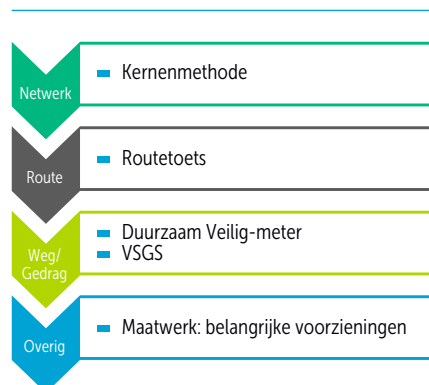 Netwerk
Kernenmethode
Route
Routetoets
Weg/
Gedrag
Duurzaam Veilig-meter
VSGS
Overig
Maatwerk: belangrijke voorzieningen